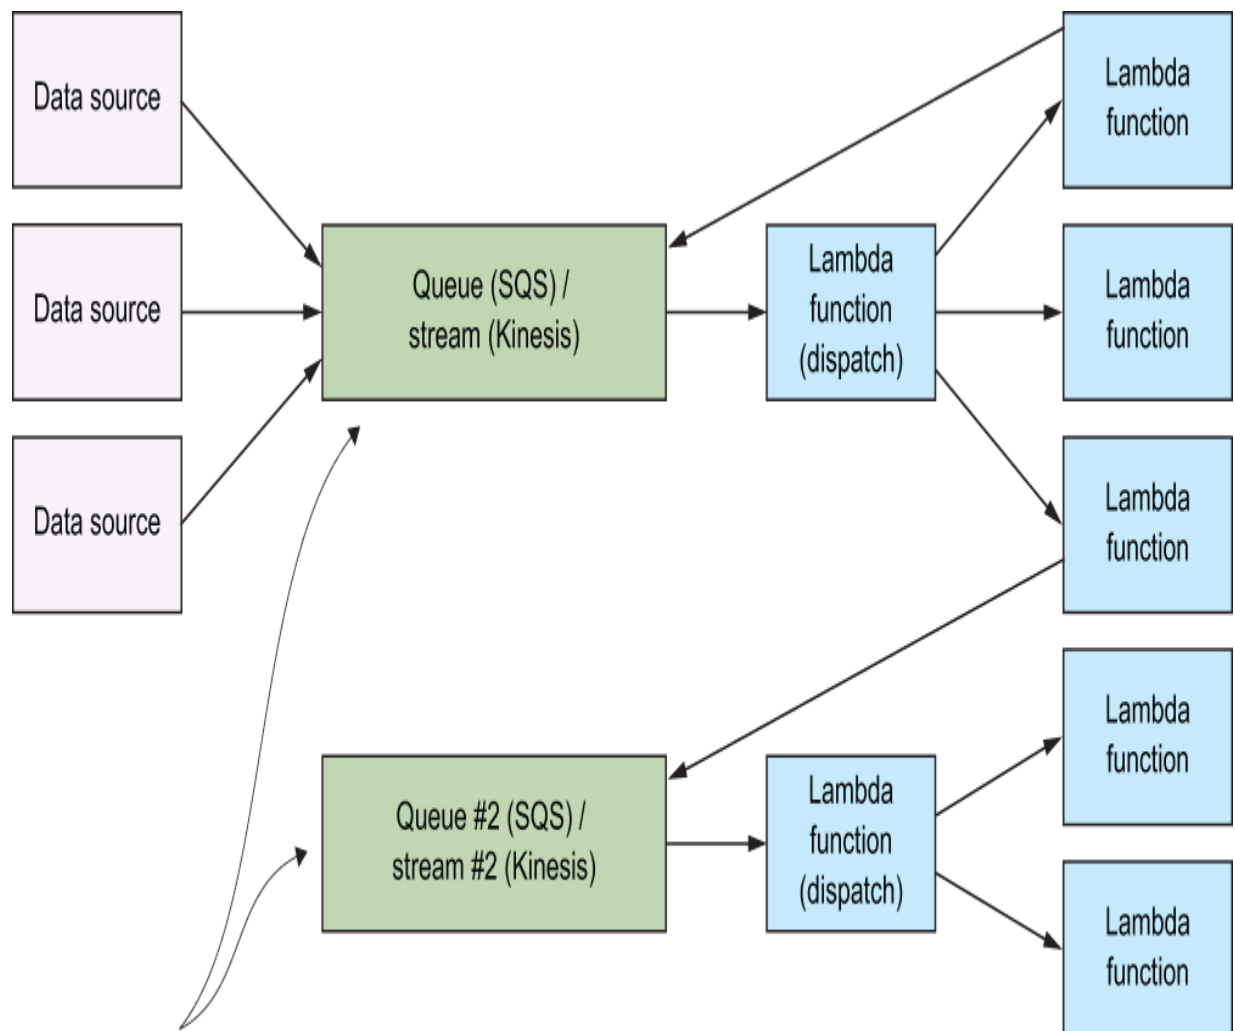 Data source
Data source
Data source
Queue (SQS) /
stream (Kinesis)
Lambda
function
(dispatch)
Lambda
function
Lambda
function
Lambda
function
Queue #2 (SQS) /
stream #2 (Kinesis)
Lambda
function
(dispatch)
Lambda
function
Lambda
function